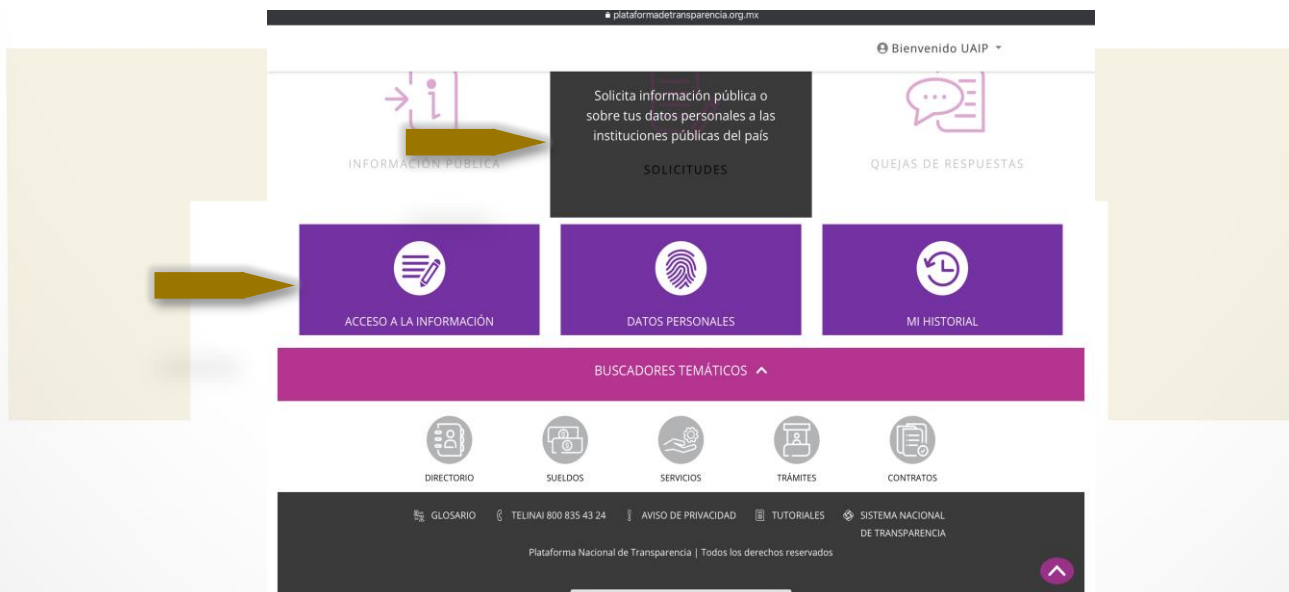 plataformadetransparencia.org.mx
Bienvenido UAIP
Solicita información pública o
sobre tus datos personales a las
instituciones públicas del país
INFORMACIÓN PÚBLICA
SOLICITUDES
QUEJAS DE RESPUESTAS
ACCESO A LA INFORMACIÓN
DATOS PERSONALES
MI HISTORIAL
BUSCADORES TEMÁTICOS
DIRECTORIO
SUELDOS
SERVICIOS
TRÁMITES
CONTRATOS
GLOSARIO
TELINAI 800 835 43 24
AVISO DE PRIVACIDAD
TUTORIALES
SISTEMA NACIONAL
DE TRANSPARENCIA
Plataforma Nacional de Transparencia | Todos los derechos reservados